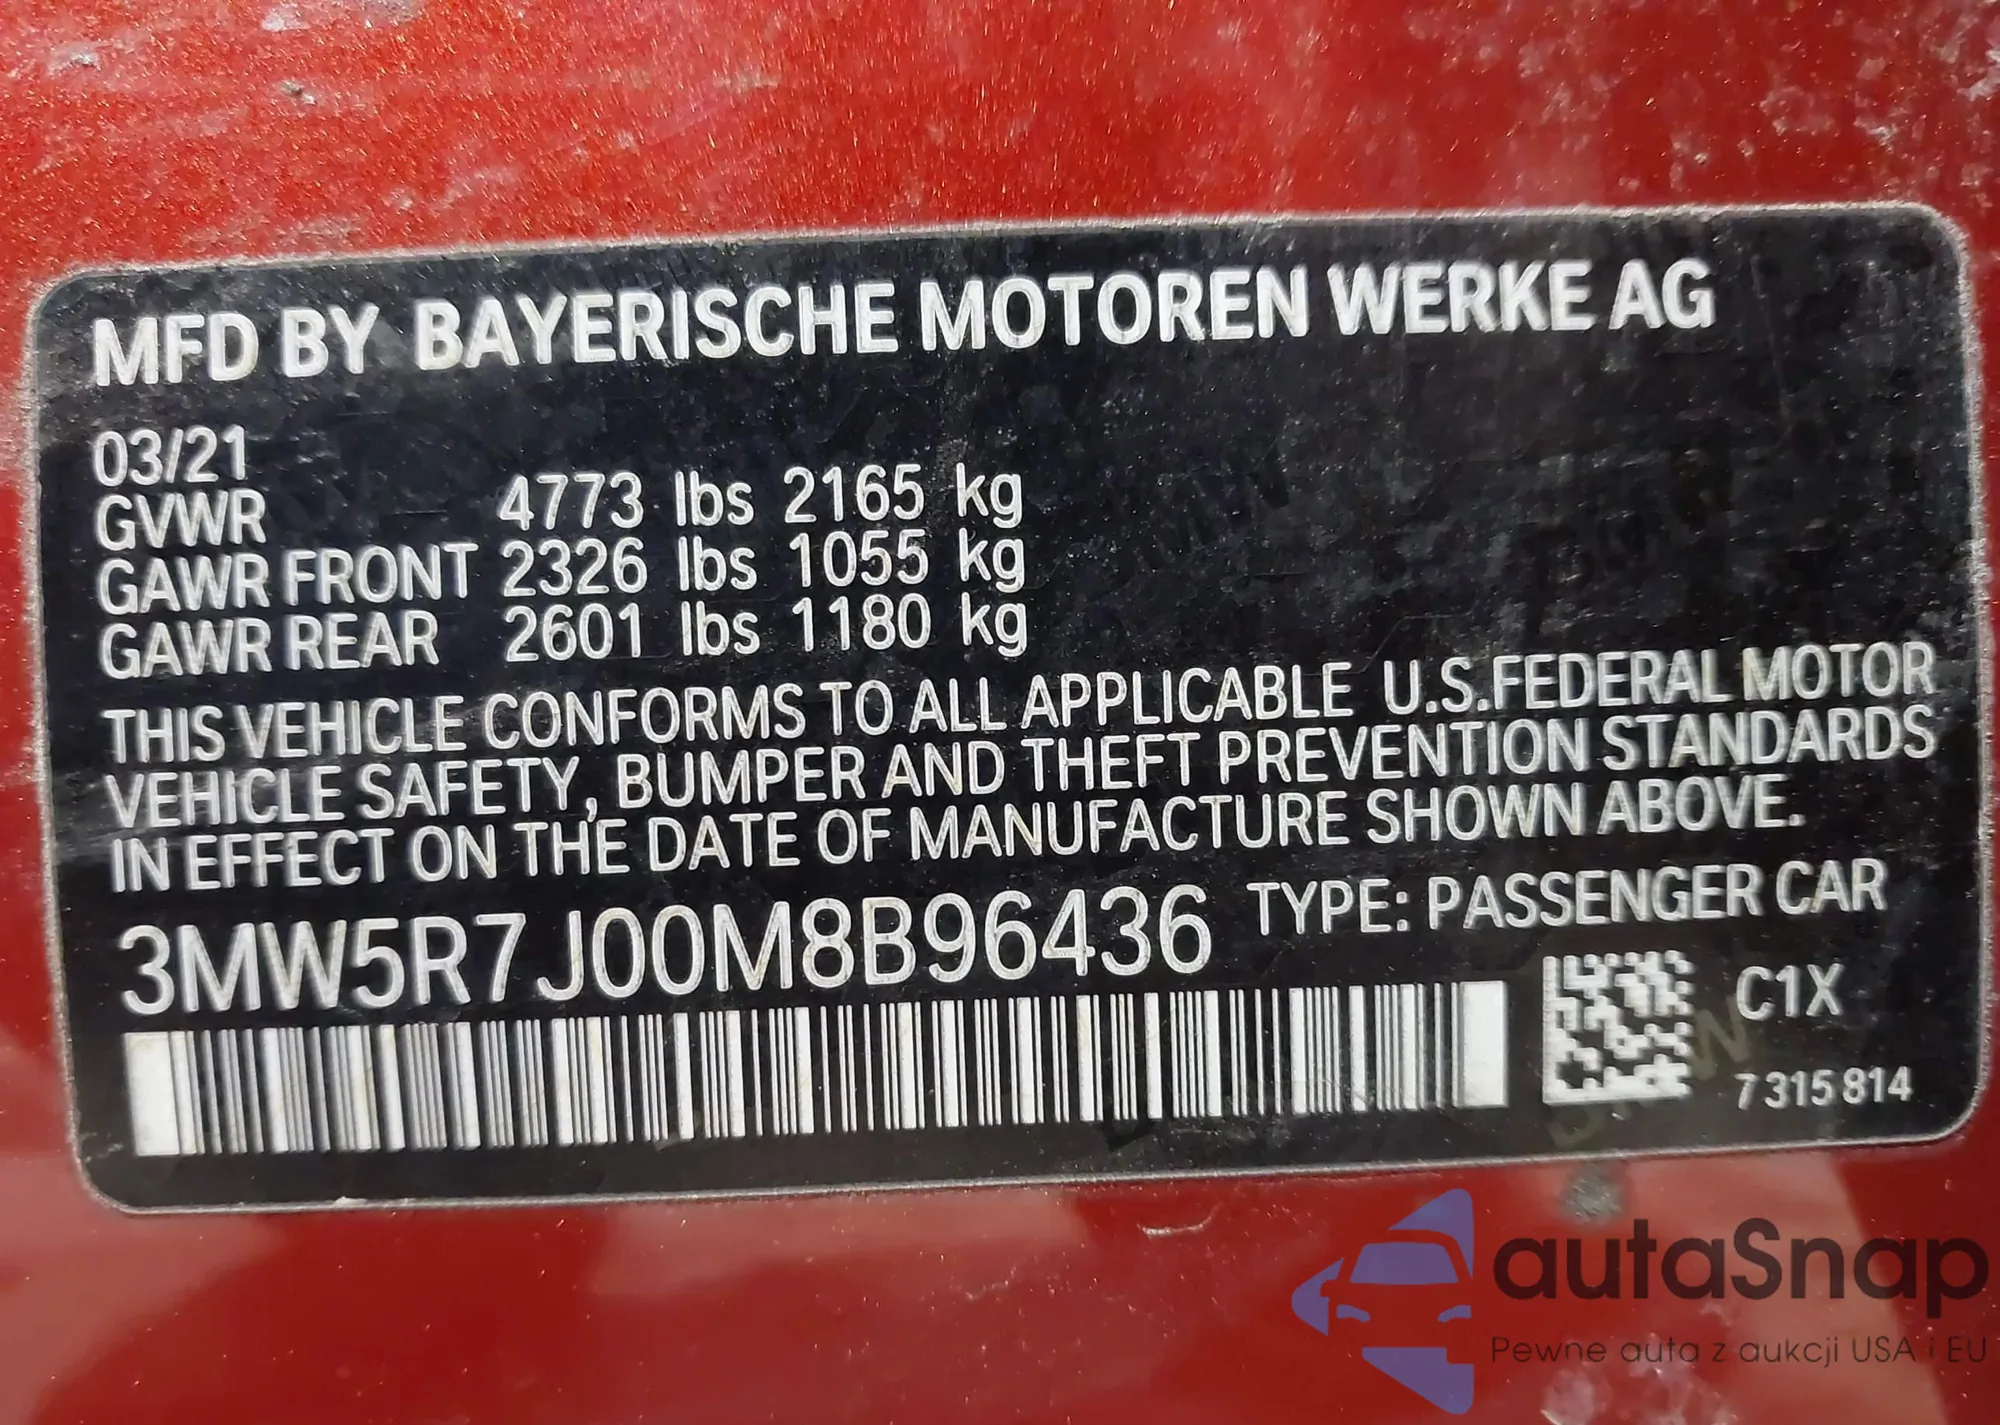 MFD BY BAYERISCHE MOTOREN WERKE AG
03/21
GVWR 4773 lbs 2165 kg
GAWR FRONT 2326 lbs 1055 kg
GAWR REAR 2601 lbs 1180 kg
THIS VEHICLE CONFORMS TO ALL APPLICABLE U.S.FEDERAL MOTOR
VEHICLE SAFETY, BUMPER AND THEFT PREVENTION STANDARDS
IN EFFECT ON THE DATE OF MANUFACTURE SHOWN ABOVE.
3MW5R7J00M8B96436 TYPE: PASSENGER CAR
C1X
7315814
autaSnap
Pewne auta z aukcji USA i EU